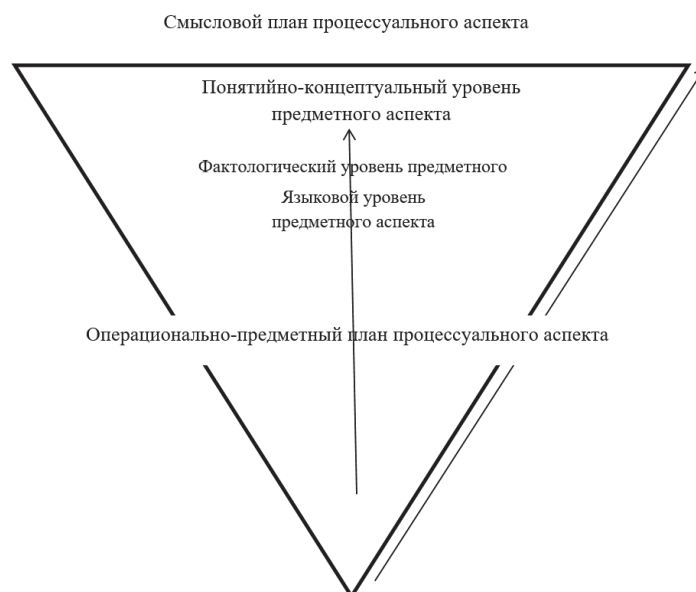 Смысловой план процессуального аспекта
Понятийно-концептуальный уровень
предметного аспекта
Фактологический уровень предметного
Языковой уровень
предметного аспекта
Операционально-предметный план процессуального аспекта